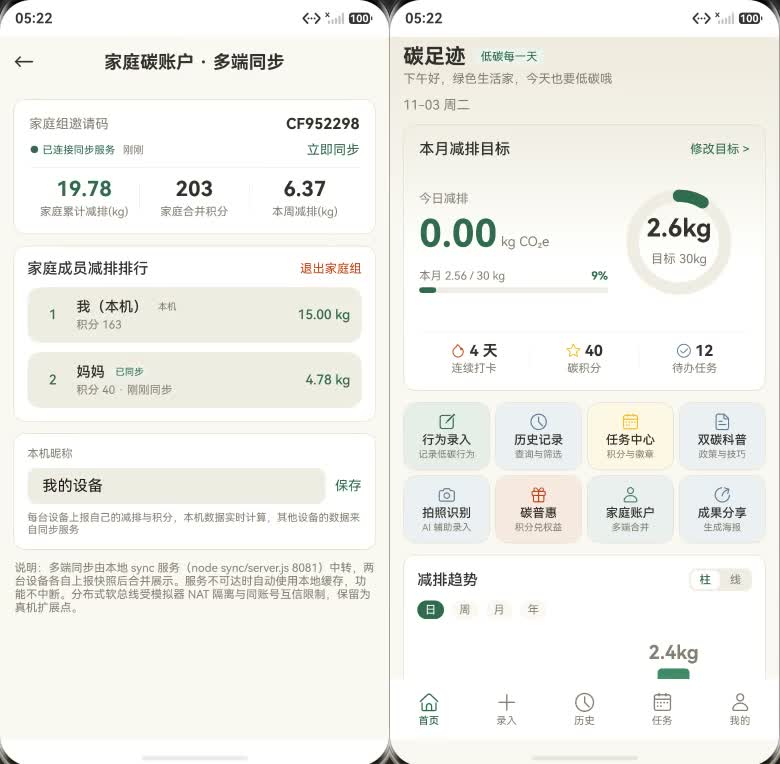 05:22
100
家庭碳账户 · 多端同步
家庭组邀请码
CF952298
已连接同步服务 刚刚
立即同步
19.78
203
6.37
家庭累计减排(kg)
家庭合并积分
本周减排(kg)
家庭成员减排排行
退出家庭组
1
我（本机）
本机
积分 163
15.00 kg
2
妈妈
已同步
积分 40 · 刚刚同步
4.78 kg
本机昵称
我的设备
保存
每台设备上报自己的减排与积分，本机数据实时计算，其他设备的数据来
自同步服务
说明：多端同步由本地 sync 服务（node sync/server.js 8081）中转，两
台设备各自上报快照后合并展示。服务不可达时自动使用本地缓存，功
能不中断。分布式软总线受模拟器 NAT 隔离与同账号互信限制，保留为
真机扩展点。
05:22
100
碳足迹
低碳每一天
下午好，绿色生活家，今天也要低碳哦
11-03 周二
本月减排目标
修改目标 >
今日减排
0.00 kg CO₂e
本月 2.56 / 30 kg
9%
2.6kg
目标 30kg
4 天
连续打卡
40
碳积分
12
待办任务
行为录入
记录低碳行为
历史记录
查询与筛选
任务中心
积分与徽章
双碳科普
政策与技巧
拍照识别
AI 辅助录入
碳普惠
积分兑权益
家庭账户
多端合并
成果分享
生成海报
减排趋势
柱
线
日
周
月
年
2.4kg
首页
录入
历史
任务
我的